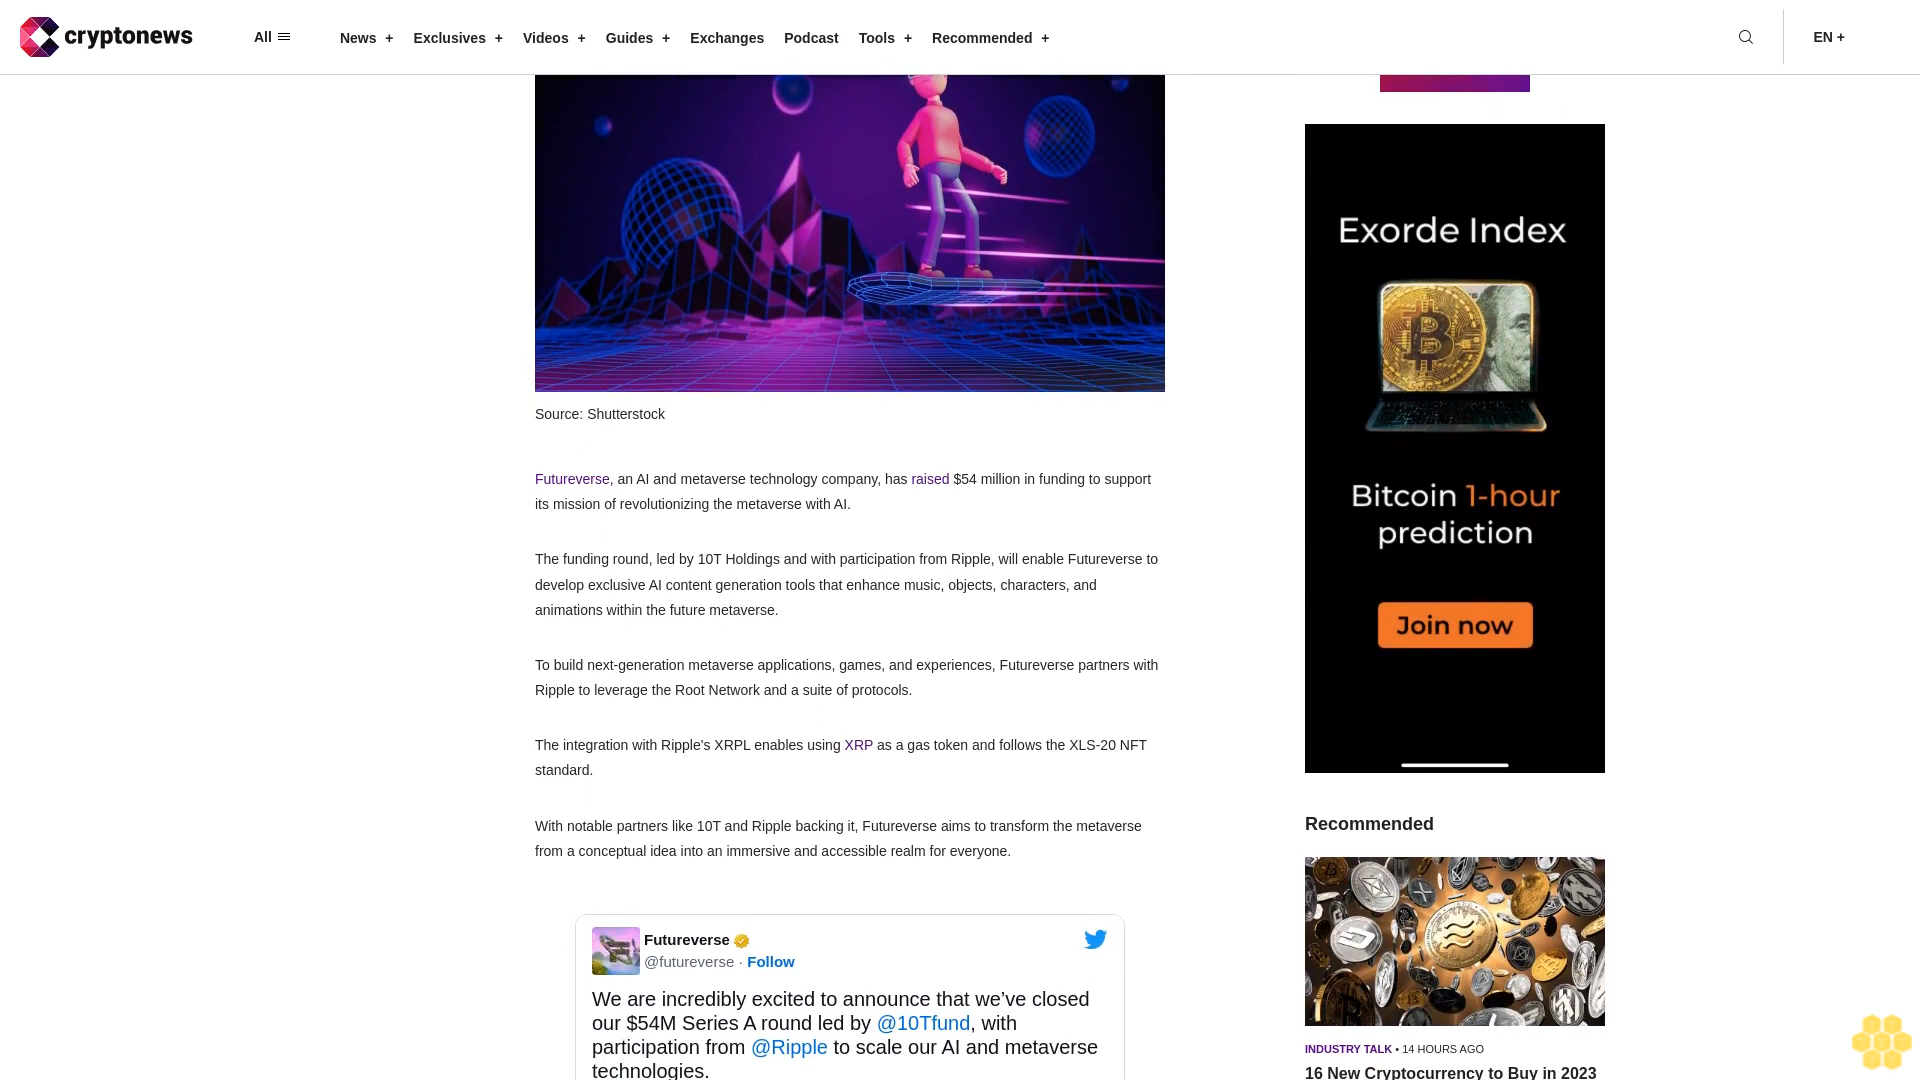 cryptonews
All
News +
Exclusives +
Videos +
Guides +
Exchanges
Podcast
Tools +
Recommended +
EN +
Source: Shutterstock
Futureverse, an AI and metaverse technology company, has raised $54 million in funding to support
its mission of revolutionizing the metaverse with AI.
The funding round, led by 10T Holdings and with participation from Ripple, will enable Futureverse to
develop exclusive AI content generation tools that enhance music, objects, characters, and
animations within the future metaverse.
To build next-generation metaverse applications, games, and experiences, Futureverse partners with
Ripple to leverage the Root Network and a suite of protocols.
The integration with Ripple's XRPL enables using XRP as a gas token and follows the XLS-20 NFT
standard.
With notable partners like 10T and Ripple backing it, Futureverse aims to transform the metaverse
from a conceptual idea into an immersive and accessible realm for everyone.
Futureverse
@futureverse · Follow
We are incredibly excited to announce that we’ve closed
our $54M Series A round led by @10Tfund, with
participation from @Ripple to scale our AI and metaverse
technologies.
Exorde Index
Bitcoin 1-hour
prediction
Join now
Recommended
INDUSTRY TALK • 14 HOURS AGO
16 New Cryptocurrency to Buy in 2023